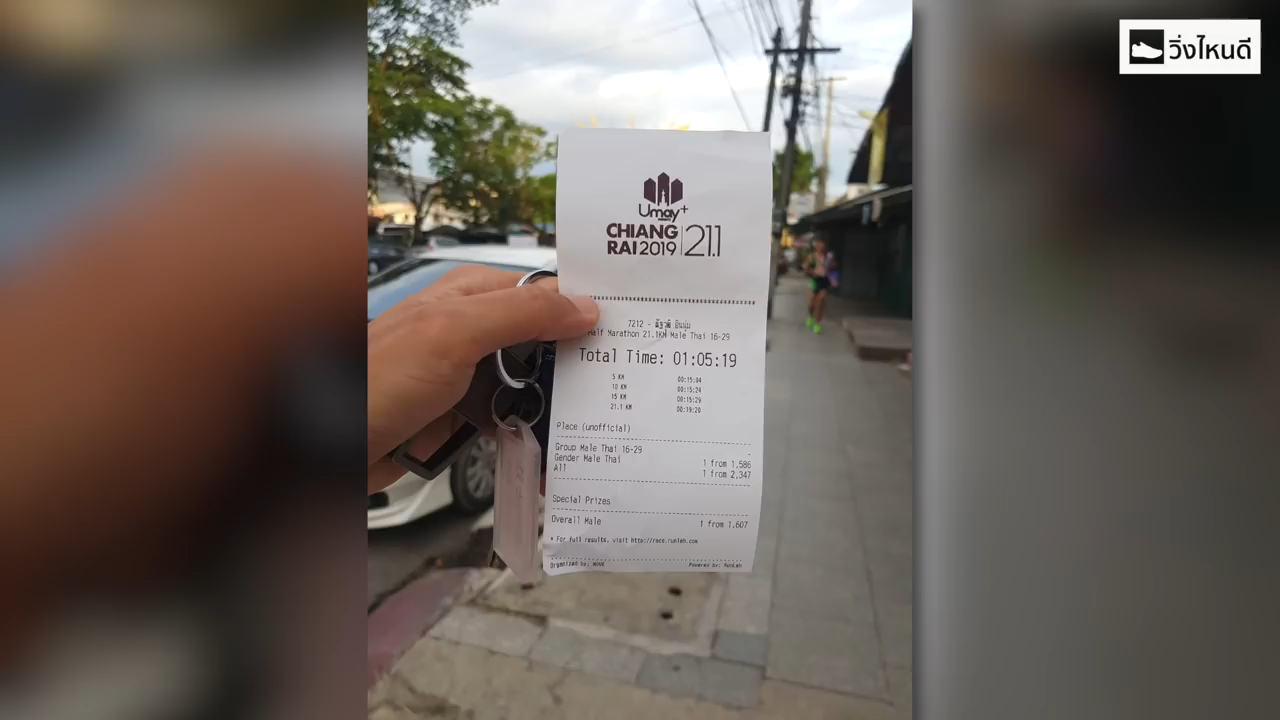 วิ่งไหนดี
Umay+
CHIANG
RAI 2019 | 21.1
7212 - ณัฐวุฒิ อินนุ่ม
Half Marathon 21.1KM Male Thai 16-29
Total Time: 01:05:19
5 KM 00:15:04
10 KM 00:15:24
15 KM 00:15:29
21.1 KM 00:19:20
Place (unofficial)
Group Male Thai 16-29 -
Gender Male Thai 1 from 1,586
All 1 from 2,347
Special Prizes
Overall Male 1 from 1,607
* For full results, visit http://race.runlah.com
Organized by: MOVE Powered by: RunLah